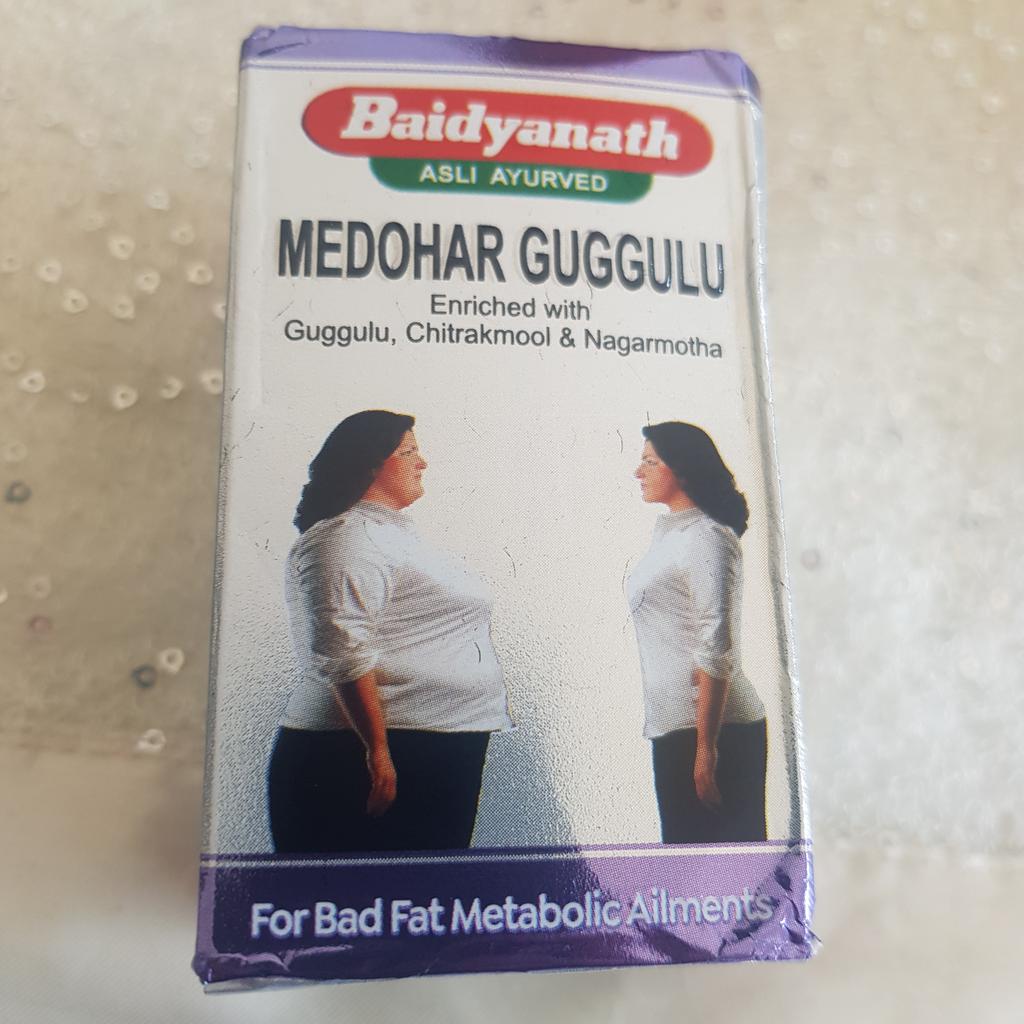 Baidyanath
ASLI AYURVED
MEDOHAR GUGGULU
Enriched with
Guggulu, Chitrakmool & Nagarmotha
For Bad Fat Metabolic Ailments